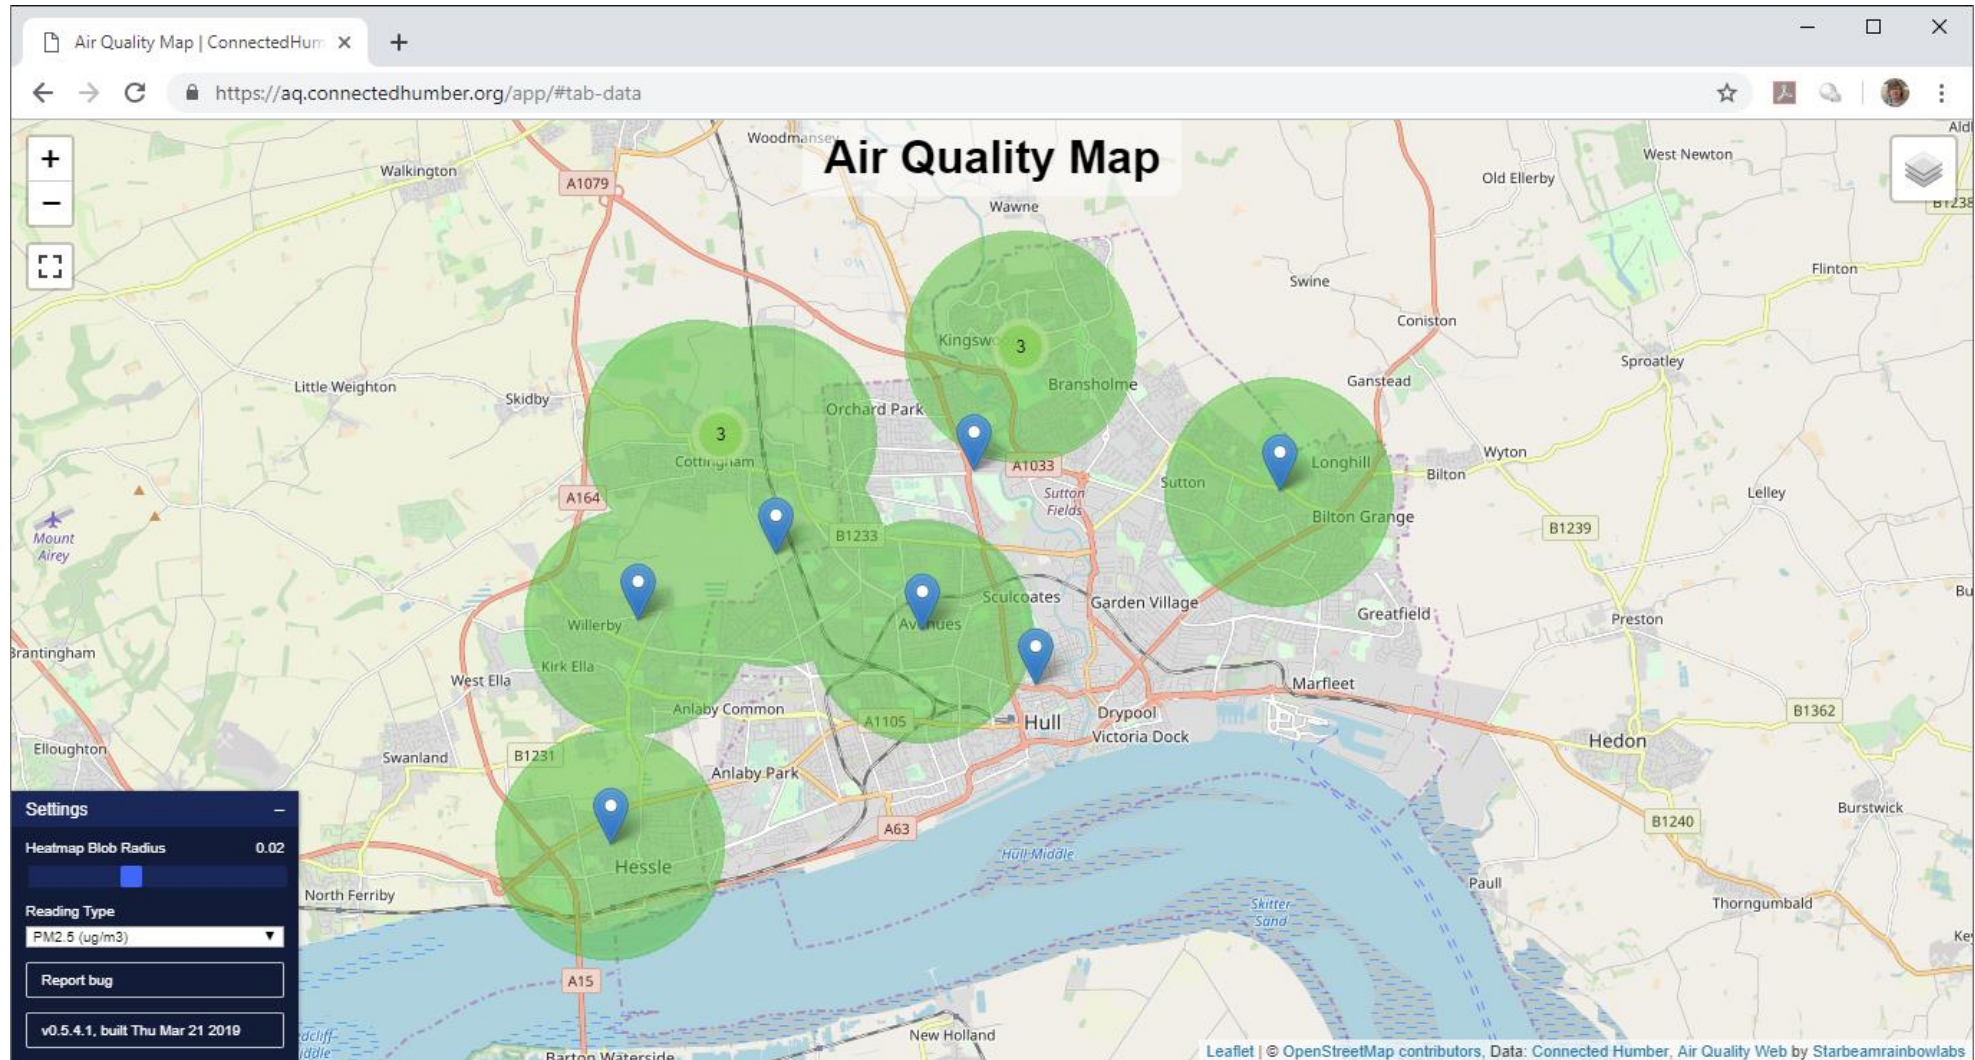 Air Quality Map | ConnectedHum
https://aq.connectedhumber.org/app/#tab-data
Air Quality Map
+
−
Woodmansey
Walkington
A1079
West Newton
Old Ellerby
B1238
Wawne
Flinton
Swine
Coniston
Kingswo
3
Sproatley
Ganstead
Little Weighton
Skidby
Bransholme
Orchard Park
3
Cottingham
A1033
Longhill
Wyton
Bilton
Sutton
Sutton
Fields
Lelley
A164
Bilton Grange
B1239
Mount
Airey
B1233
Sculcoates
Garden Village
Greatfield
Preston
Willerby
Avenues
Brantingham
Kirk Ella
West Ella
Marfleet
Anlaby Common
A1105
Hull
Drypool
Victoria Dock
B1362
Hedon
Elloughton
Swanland
B1231
Anlaby Park
Burstwick
B1240
A63
Hull Middle
Hessle
North Ferriby
Paull
Skitter
Sand
Thorngumbald
A15
New Holland
Barton Waterside
Settings −
Heatmap Blob Radius 0.02
Reading Type
PM2.5 (ug/m3)
Report bug
v0.5.4.1, built Thu Mar 21 2019
Leaflet | © OpenStreetMap contributors, Data: Connected Humber, Air Quality Web by Starbeamrainbowlabs